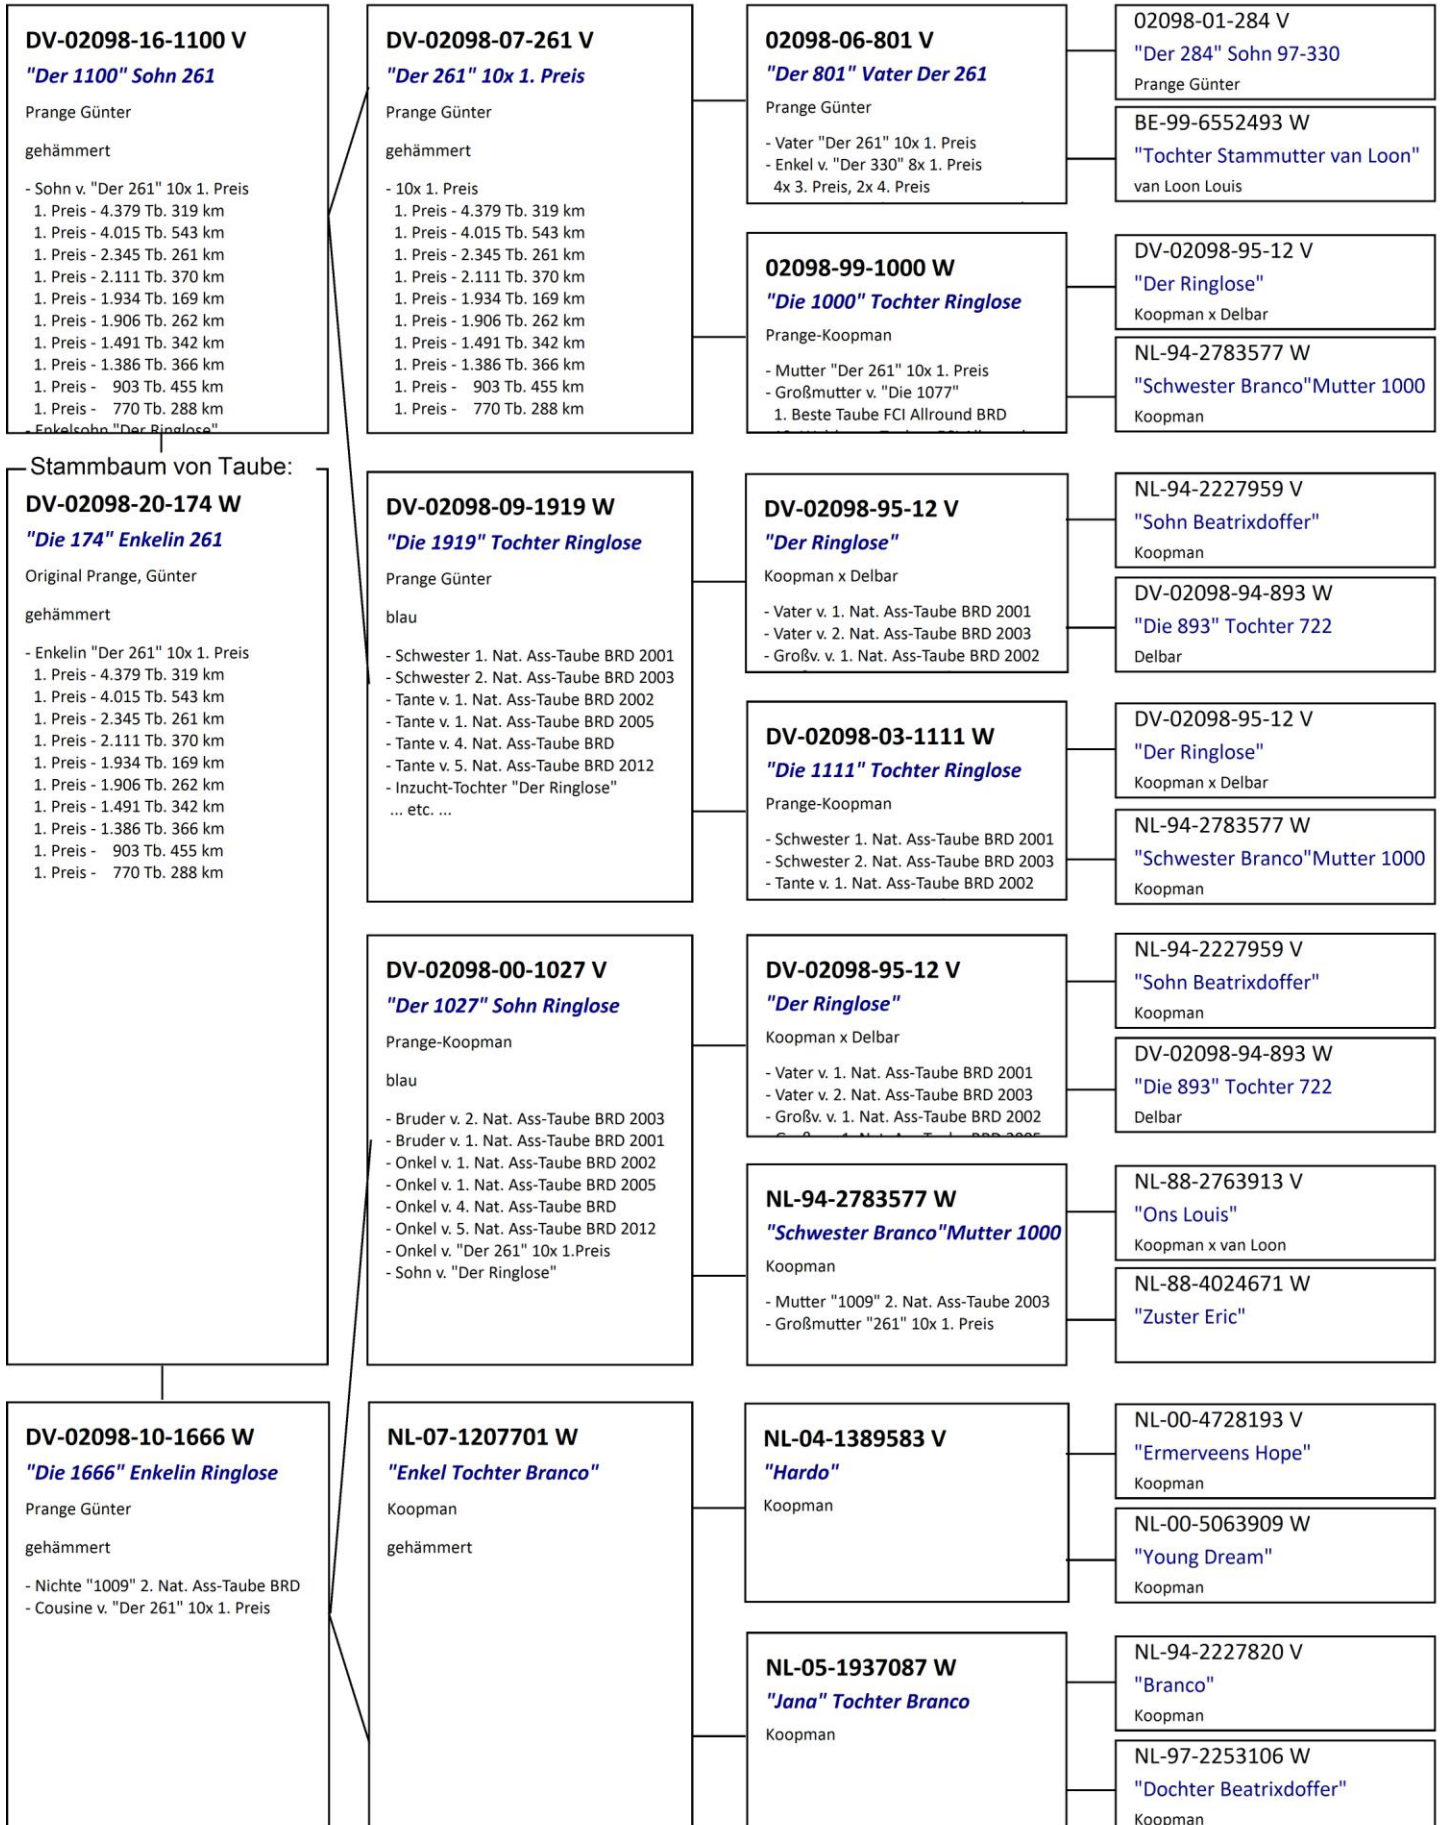 DV-02098-16-1100 V
"Der 1100" Sohn 261
Prange Günter
gehämmert
- Sohn v. "Der 261" 10x 1. Preis
1. Preis - 4.379 Tb. 319 km
1. Preis - 4.015 Tb. 543 km
1. Preis - 2.345 Tb. 261 km
1. Preis - 2.111 Tb. 370 km
1. Preis - 1.934 Tb. 169 km
1. Preis - 1.906 Tb. 262 km
1. Preis - 1.491 Tb. 342 km
1. Preis - 1.386 Tb. 366 km
1. Preis - 903 Tb. 455 km
1. Preis - 770 Tb. 288 km
- Enkelsohn "Der Ringlose"
Stammbaum von Taube:
DV-02098-20-174 W
"Die 174" Enkelin 261
Original Prange, Günter
gehämmert
- Enkelin "Der 261" 10x 1. Preis
1. Preis - 4.379 Tb. 319 km
1. Preis - 4.015 Tb. 543 km
1. Preis - 2.345 Tb. 261 km
1. Preis - 2.111 Tb. 370 km
1. Preis - 1.934 Tb. 169 km
1. Preis - 1.906 Tb. 262 km
1. Preis - 1.491 Tb. 342 km
1. Preis - 1.386 Tb. 366 km
1. Preis - 903 Tb. 455 km
1. Preis - 770 Tb. 288 km
DV-02098-10-1666 W
"Die 1666" Enkelin Ringlose
Prange Günter
gehämmert
- Nichte "1009" 2. Nat. Ass-Taube BRD
- Cousine v. "Der 261" 10x 1. Preis
DV-02098-07-261 V
"Der 261" 10x 1. Preis
Prange Günter
gehämmert
- 10x 1. Preis
1. Preis - 4.379 Tb. 319 km
1. Preis - 4.015 Tb. 543 km
1. Preis - 2.345 Tb. 261 km
1. Preis - 2.111 Tb. 370 km
1. Preis - 1.934 Tb. 169 km
1. Preis - 1.906 Tb. 262 km
1. Preis - 1.491 Tb. 342 km
1. Preis - 1.386 Tb. 366 km
1. Preis - 903 Tb. 455 km
1. Preis - 770 Tb. 288 km
DV-02098-09-1919 W
"Die 1919" Tochter Ringlose
Prange Günter
blau
- Schwester 1. Nat. Ass-Taube BRD 2001
- Schwester 2. Nat. Ass-Taube BRD 2003
- Tante v. 1. Nat. Ass-Taube BRD 2002
- Tante v. 1. Nat. Ass-Taube BRD 2005
- Tante v. 4. Nat. Ass-Taube BRD
- Tante v. 5. Nat. Ass-Taube BRD 2012
- Inzucht-Tochter "Der Ringlose"
... etc. ...
DV-02098-00-1027 V
"Der 1027" Sohn Ringlose
Prange-Koopman
blau
- Bruder v. 2. Nat. Ass-Taube BRD 2003
- Bruder v. 1. Nat. Ass-Taube BRD 2001
- Onkel v. 1. Nat. Ass-Taube BRD 2002
- Onkel v. 1. Nat. Ass-Taube BRD 2005
- Onkel v. 4. Nat. Ass-Taube BRD
- Onkel v. 5. Nat. Ass-Taube BRD 2012
- Onkel v. "Der 261" 10x 1.Preis
- Sohn v. "Der Ringlose"
NL-07-1207701 W
"Enkel Tochter Branco"
Koopman
gehämmert
02098-06-801 V
"Der 801" Vater Der 261
Prange Günter
- Vater "Der 261" 10x 1. Preis
- Enkel v. "Der 330" 8x 1. Preis
4x 3. Preis, 2x 4. Preis
02098-99-1000 W
"Die 1000" Tochter Ringlose
Prange-Koopman
- Mutter "Der 261" 10x 1. Preis
- Großmutter v. "Die 1077"
1. Beste Taube FCI Allround BRD
DV-02098-95-12 V
"Der Ringlose"
Koopman x Delbar
- Vater v. 1. Nat. Ass-Taube BRD 2001
- Vater v. 2. Nat. Ass-Taube BRD 2003
- Großv. v. 1. Nat. Ass-Taube BRD 2002
DV-02098-03-1111 W
"Die 1111" Tochter Ringlose
Prange-Koopman
- Schwester 1. Nat. Ass-Taube BRD 2001
- Schwester 2. Nat. Ass-Taube BRD 2003
- Tante v. 1. Nat. Ass-Taube BRD 2002
DV-02098-95-12 V
"Der Ringlose"
Koopman x Delbar
- Vater v. 1. Nat. Ass-Taube BRD 2001
- Vater v. 2. Nat. Ass-Taube BRD 2003
- Großv. v. 1. Nat. Ass-Taube BRD 2002
NL-94-2783577 W
"Schwester Branco"Mutter 1000
Koopman
- Mutter "1009" 2. Nat. Ass-Taube 2003
- Großmutter "261" 10x 1. Preis
NL-04-1389583 V
"Hardo"
Koopman
NL-05-1937087 W
"Jana" Tochter Branco
Koopman
02098-01-284 V
"Der 284" Sohn 97-330
Prange Günter
BE-99-6552493 W
"Tochter Stammutter van Loon"
van Loon Louis
DV-02098-95-12 V
"Der Ringlose"
Koopman x Delbar
NL-94-2783577 W
"Schwester Branco"Mutter 1000
Koopman
NL-94-2227959 V
"Sohn Beatrixdoffer"
Koopman
DV-02098-94-893 W
"Die 893" Tochter 722
Delbar
DV-02098-95-12 V
"Der Ringlose"
Koopman x Delbar
NL-94-2783577 W
"Schwester Branco"Mutter 1000
Koopman
NL-94-2227959 V
"Sohn Beatrixdoffer"
Koopman
DV-02098-94-893 W
"Die 893" Tochter 722
Delbar
NL-88-2763913 V
"Ons Louis"
Koopman x van Loon
NL-88-4024671 W
"Zuster Eric"
NL-00-4728193 V
"Ermerveens Hope"
Koopman
NL-00-5063909 W
"Young Dream"
Koopman
NL-94-2227820 V
"Branco"
Koopman
NL-97-2253106 W
"Dochter Beatrixdoffer"
Koopman